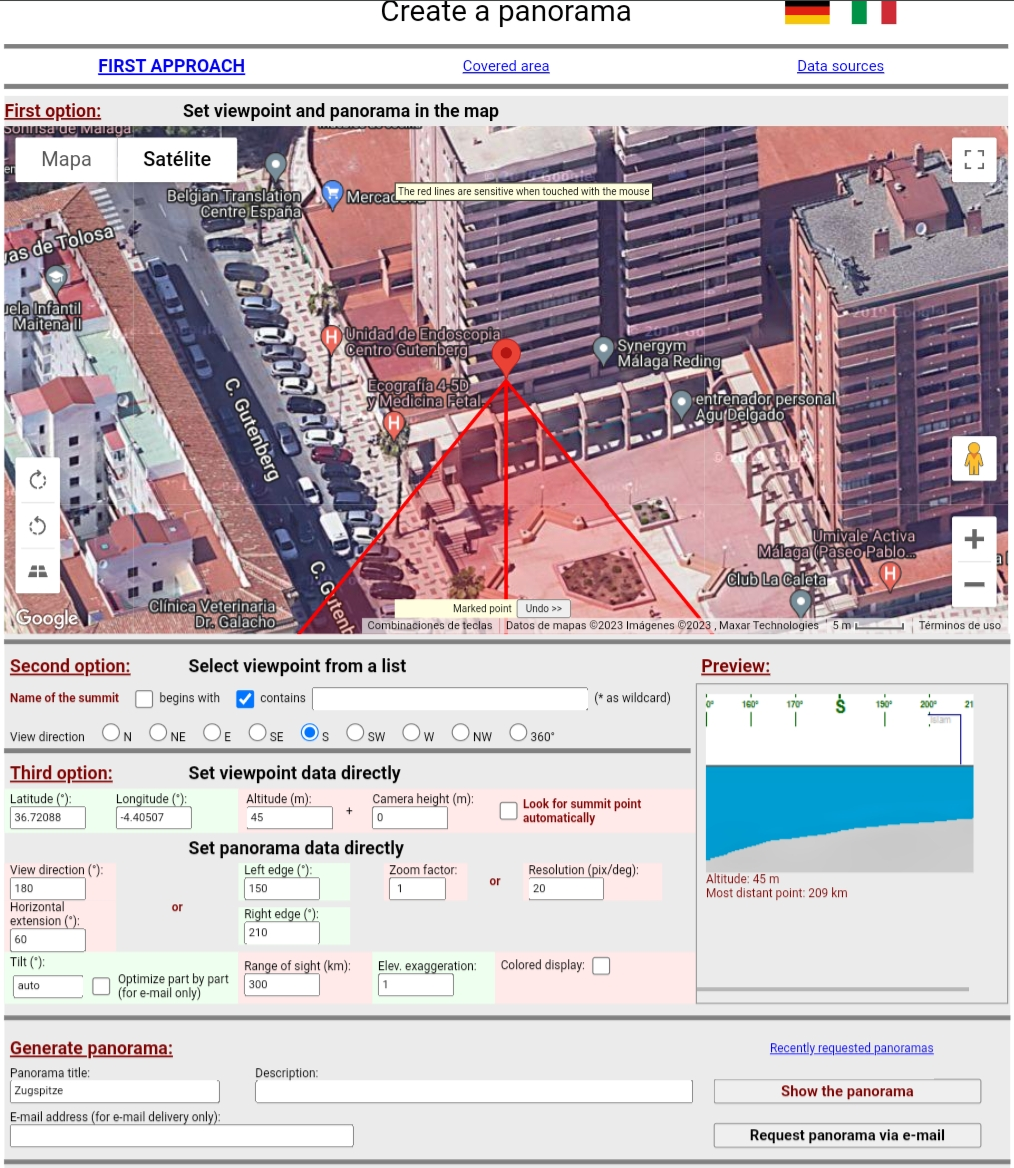 Create a panorama
FIRST APPROACH
Covered area
Data sources
First option:
Set viewpoint and panorama in the map
Sonrisa de Málaga
Mapa
Satélite
Belgian Translation
Centre España
Mercadona
The red lines are sensitive when touched with the mouse
vas de Tolosa
uela Infantil
Maitena II
Unidad de Endoscopia
Centro Gutenberg
Ecografía 4-5D
y Medicina Fetal
Synergym
Málaga Reding
entrenador personal
Agu Delgado
C. Gutenberg
C. Gutenb
Umivale Activa
Málaga (Paseo Pablo...
Club La Caleta
Clínica Veterinaria
Dr. Galacho
Google
Marked point
Undo >>
Combinaciones de teclas
Datos de mapas ©2023 Imágenes ©2023 , Maxar Technologies
5 m
Términos de uso
Second option:
Select viewpoint from a list
Name of the summit
begins with
contains
(* as wildcard)
View direction
N
NE
E
SE
S
SW
W
NW
360°
Preview:
0°
160°
170°
S
190°
200°
21
Altitude: 45 m
Most distant point: 209 km
Third option:
Set viewpoint data directly
Latitude (°):
Longitude (°):
Altitude (m):
Camera height (m):
36.72088
-4.40507
45
+
0
Look for summit point
automatically
Set panorama data directly
View direction (°):
180
Horizontal
extension (°):
60
or
Left edge (°):
150
Right edge (°):
210
Zoom factor:
1
or
Resolution (pix/deg):
20
Tilt (°):
auto
Optimize part by part
(for e-mail only)
Range of sight (km):
300
Elev. exaggeration:
1
Colored display:
Generate panorama:
Recently requested panoramas
Panorama title:
Zugspitze
Description:
Show the panorama
E-mail address (for e-mail delivery only):
Request panorama via e-mail